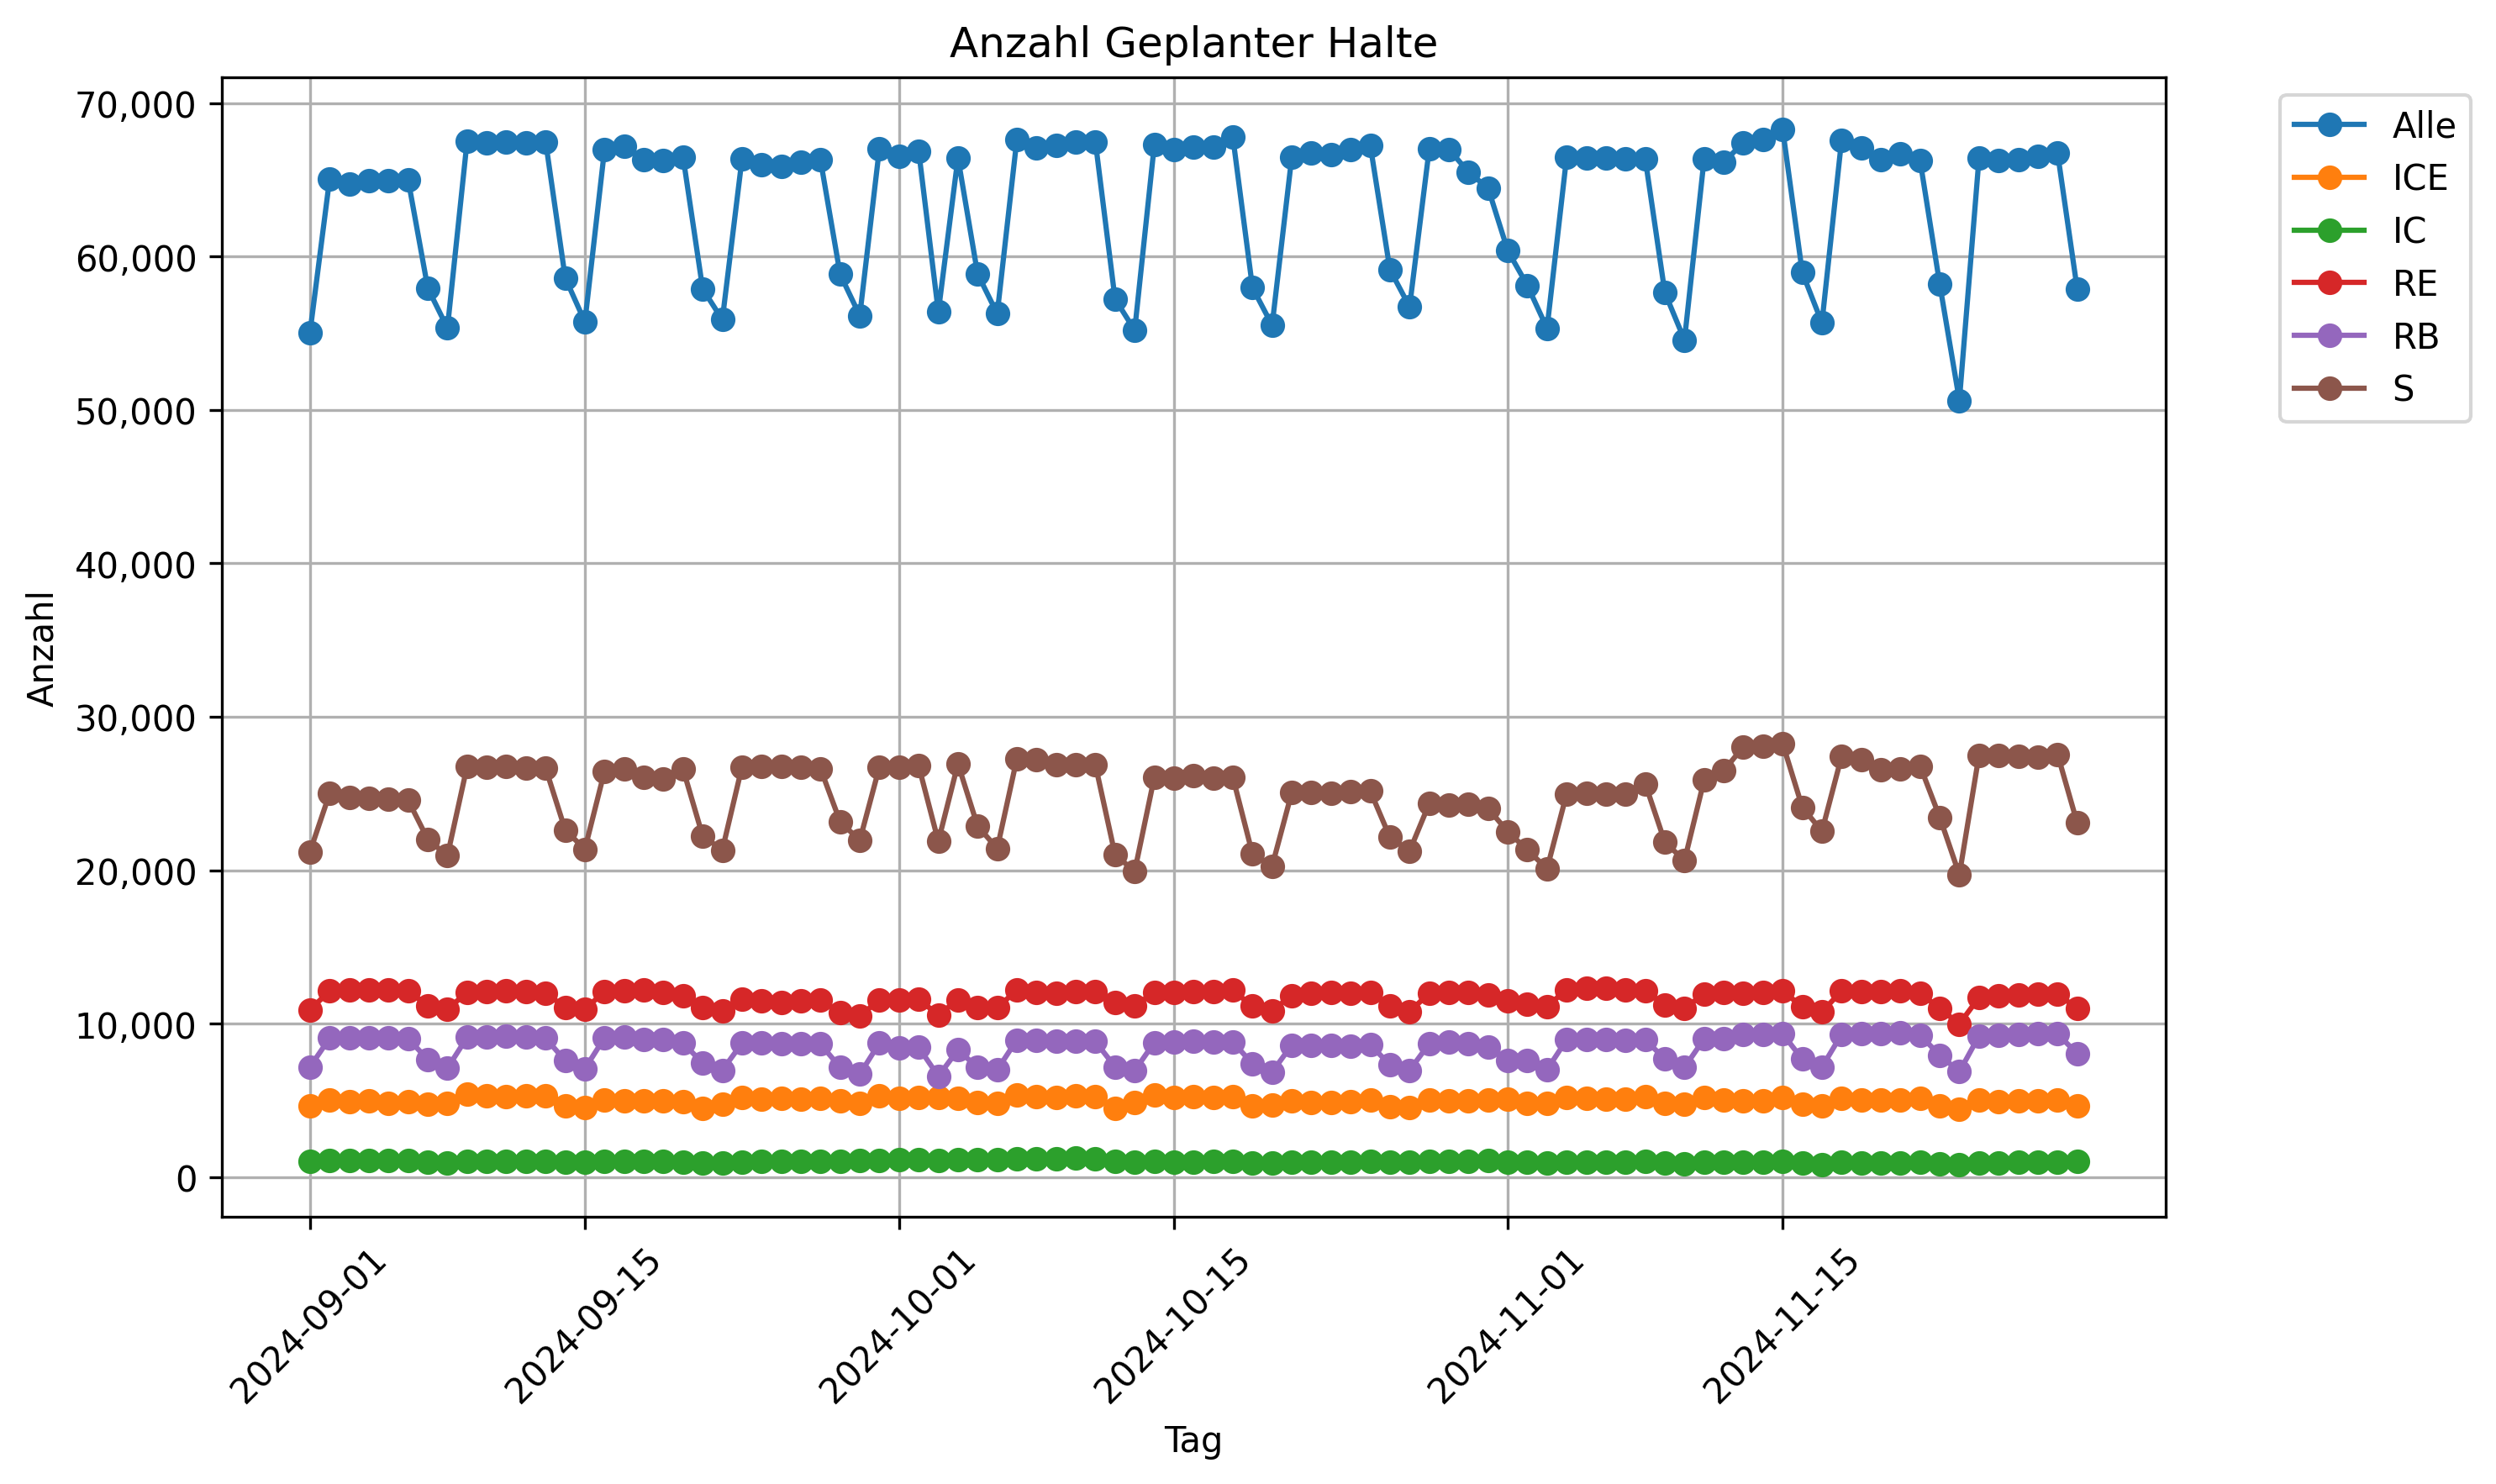 Anzahl Geplanter Halte
Anzahl
70,000
60,000
50,000
40,000
30,000
20,000
10,000
0
2024-09-01
2024-09-15
2024-10-01
2024-10-15
2024-11-01
2024-11-15
Tag
Alle
ICE
IC
RE
RB
S